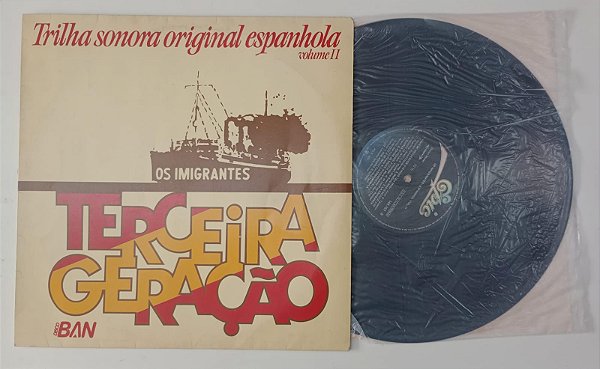 Trilha sonora original espanhola
volume II
OS IMIGRANTES
TERCEIRA
GERAÇÃO
BAN
Epic